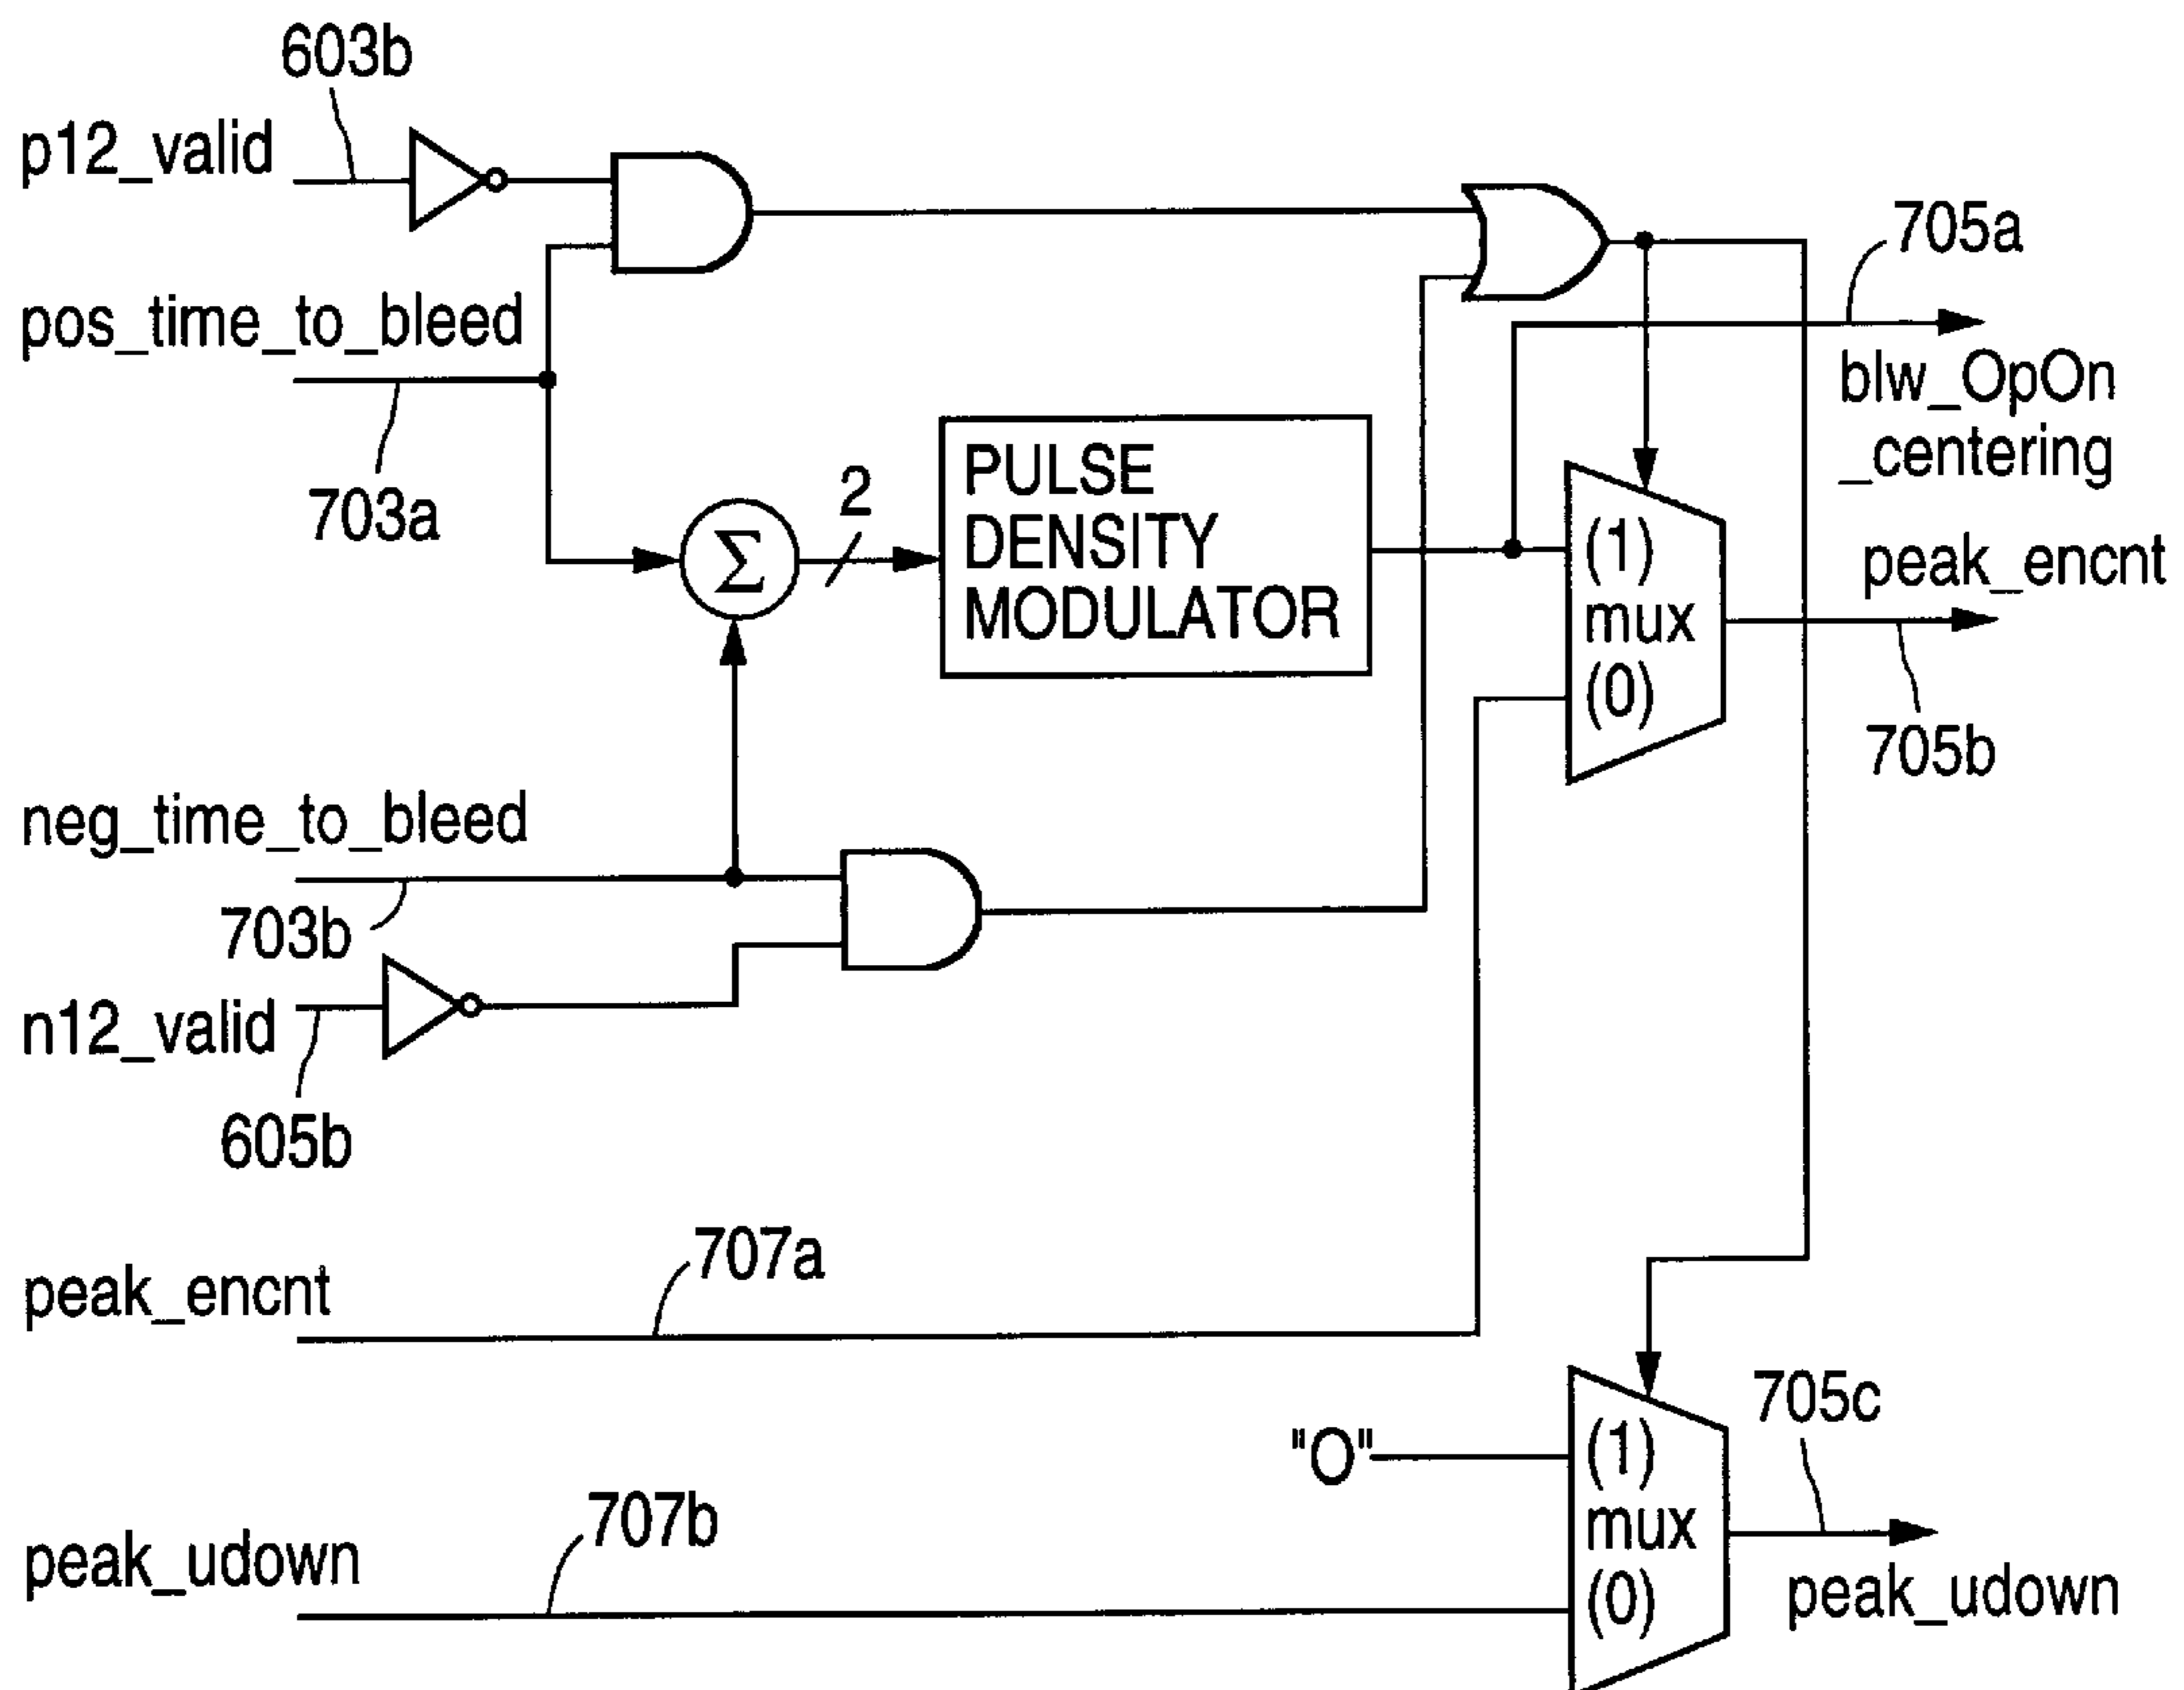 603b
p12_valid
705a
pos_time_to_bleed
blw_OpOn
_centering
703a
2
PULSE
DENSITY
MODULATOR
Σ
(1)
mux
(0)
peak_encnt
705b
neg_time_to_bleed
703b
n12_valid
605b
707a
peak_encnt
705c
"O"
(1)
mux
(0)
707b
peak_udown
peak_udown